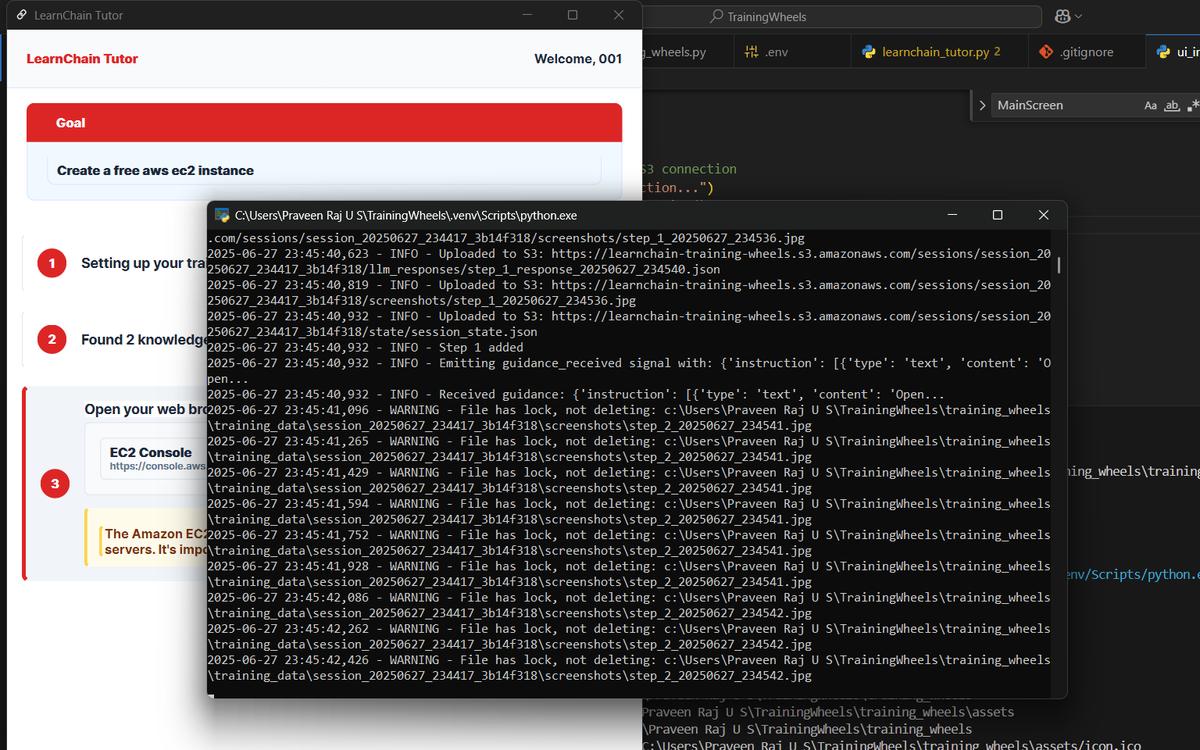 LearnChain Tutor
TrainingWheels
LearnChain Tutor
Welcome, 001
g_wheels.py
.env
learnchain_tutor.py 2
.gitignore
MainScreen
Aa
ab
Goal
Create a free aws ec2 instance
S3 connection
ction...")
1
Setting up your tra
2
Found 2 knowledge
3
Open your web bro
EC2 Console
https://console.aws
The Amazon EC2
servers. It's impo
C:\Users\Praveen Raj U S\TrainingWheels\.venv\Scripts\python.exe
.com/sessions/session_20250627_234417_3b14f318/screenshots/step_1_20250627_234536.jpg
2025-06-27 23:45:40,623 - INFO - Uploaded to S3: https://learnchain-training-wheels.s3.amazonaws.com/sessions/session_20
250627_234417_3b14f318/llm_responses/step_1_response_20250627_234540.json
2025-06-27 23:45:40,819 - INFO - Uploaded to S3: https://learnchain-training-wheels.s3.amazonaws.com/sessions/session_20
250627_234417_3b14f318/screenshots/step_1_20250627_234536.jpg
2025-06-27 23:45:40,932 - INFO - Uploaded to S3: https://learnchain-training-wheels.s3.amazonaws.com/sessions/session_20
250627_234417_3b14f318/state/session_state.json
2025-06-27 23:45:40,932 - INFO - Step 1 added
2025-06-27 23:45:40,932 - INFO - Emitting guidance_received signal with: {'instruction': [{'type': 'text', 'content': 'O
pen...
2025-06-27 23:45:40,932 - INFO - Received guidance: {'instruction': [{'type': 'text', 'content': 'Open...
2025-06-27 23:45:41,096 - WARNING - File has lock, not deleting: c:\Users\Praveen Raj U S\TrainingWheels\training_wheels
\training_data\session_20250627_234417_3b14f318\screenshots\step_2_20250627_234541.jpg
2025-06-27 23:45:41,265 - WARNING - File has lock, not deleting: c:\Users\Praveen Raj U S\TrainingWheels\training_wheels
\training_data\session_20250627_234417_3b14f318\screenshots\step_2_20250627_234541.jpg
2025-06-27 23:45:41,429 - WARNING - File has lock, not deleting: c:\Users\Praveen Raj U S\TrainingWheels\training_wheels
\training_data\session_20250627_234417_3b14f318\screenshots\step_2_20250627_234541.jpg
2025-06-27 23:45:41,594 - WARNING - File has lock, not deleting: c:\Users\Praveen Raj U S\TrainingWheels\training_wheels
\training_data\session_20250627_234417_3b14f318\screenshots\step_2_20250627_234541.jpg
2025-06-27 23:45:41,752 - WARNING - File has lock, not deleting: c:\Users\Praveen Raj U S\TrainingWheels\training_wheels
\training_data\session_20250627_234417_3b14f318\screenshots\step_2_20250627_234541.jpg
2025-06-27 23:45:41,928 - WARNING - File has lock, not deleting: c:\Users\Praveen Raj U S\TrainingWheels\training_wheels
\training_data\session_20250627_234417_3b14f318\screenshots\step_2_20250627_234541.jpg
2025-06-27 23:45:42,086 - WARNING - File has lock, not deleting: c:\Users\Praveen Raj U S\TrainingWheels\training_wheels
\training_data\session_20250627_234417_3b14f318\screenshots\step_2_20250627_234542.jpg
2025-06-27 23:45:42,262 - WARNING - File has lock, not deleting: c:\Users\Praveen Raj U S\TrainingWheels\training_wheels
\training_data\session_20250627_234417_3b14f318\screenshots\step_2_20250627_234542.jpg
2025-06-27 23:45:42,426 - WARNING - File has lock, not deleting: c:\Users\Praveen Raj U S\TrainingWheels\training_wheels
\training_data\session_20250627_234417_3b14f318\screenshots\step_2_20250627_234542.jpg
ning_wheels\training
env/Scripts/python.e
Praveen Raj U S\TrainingWheels\training_wheels\assets
\Praveen Raj U S\TrainingWheels\training_wheels
C:\Users\Praveen Raj U S\TrainingWheels\training_wheels\assets/icon.ico